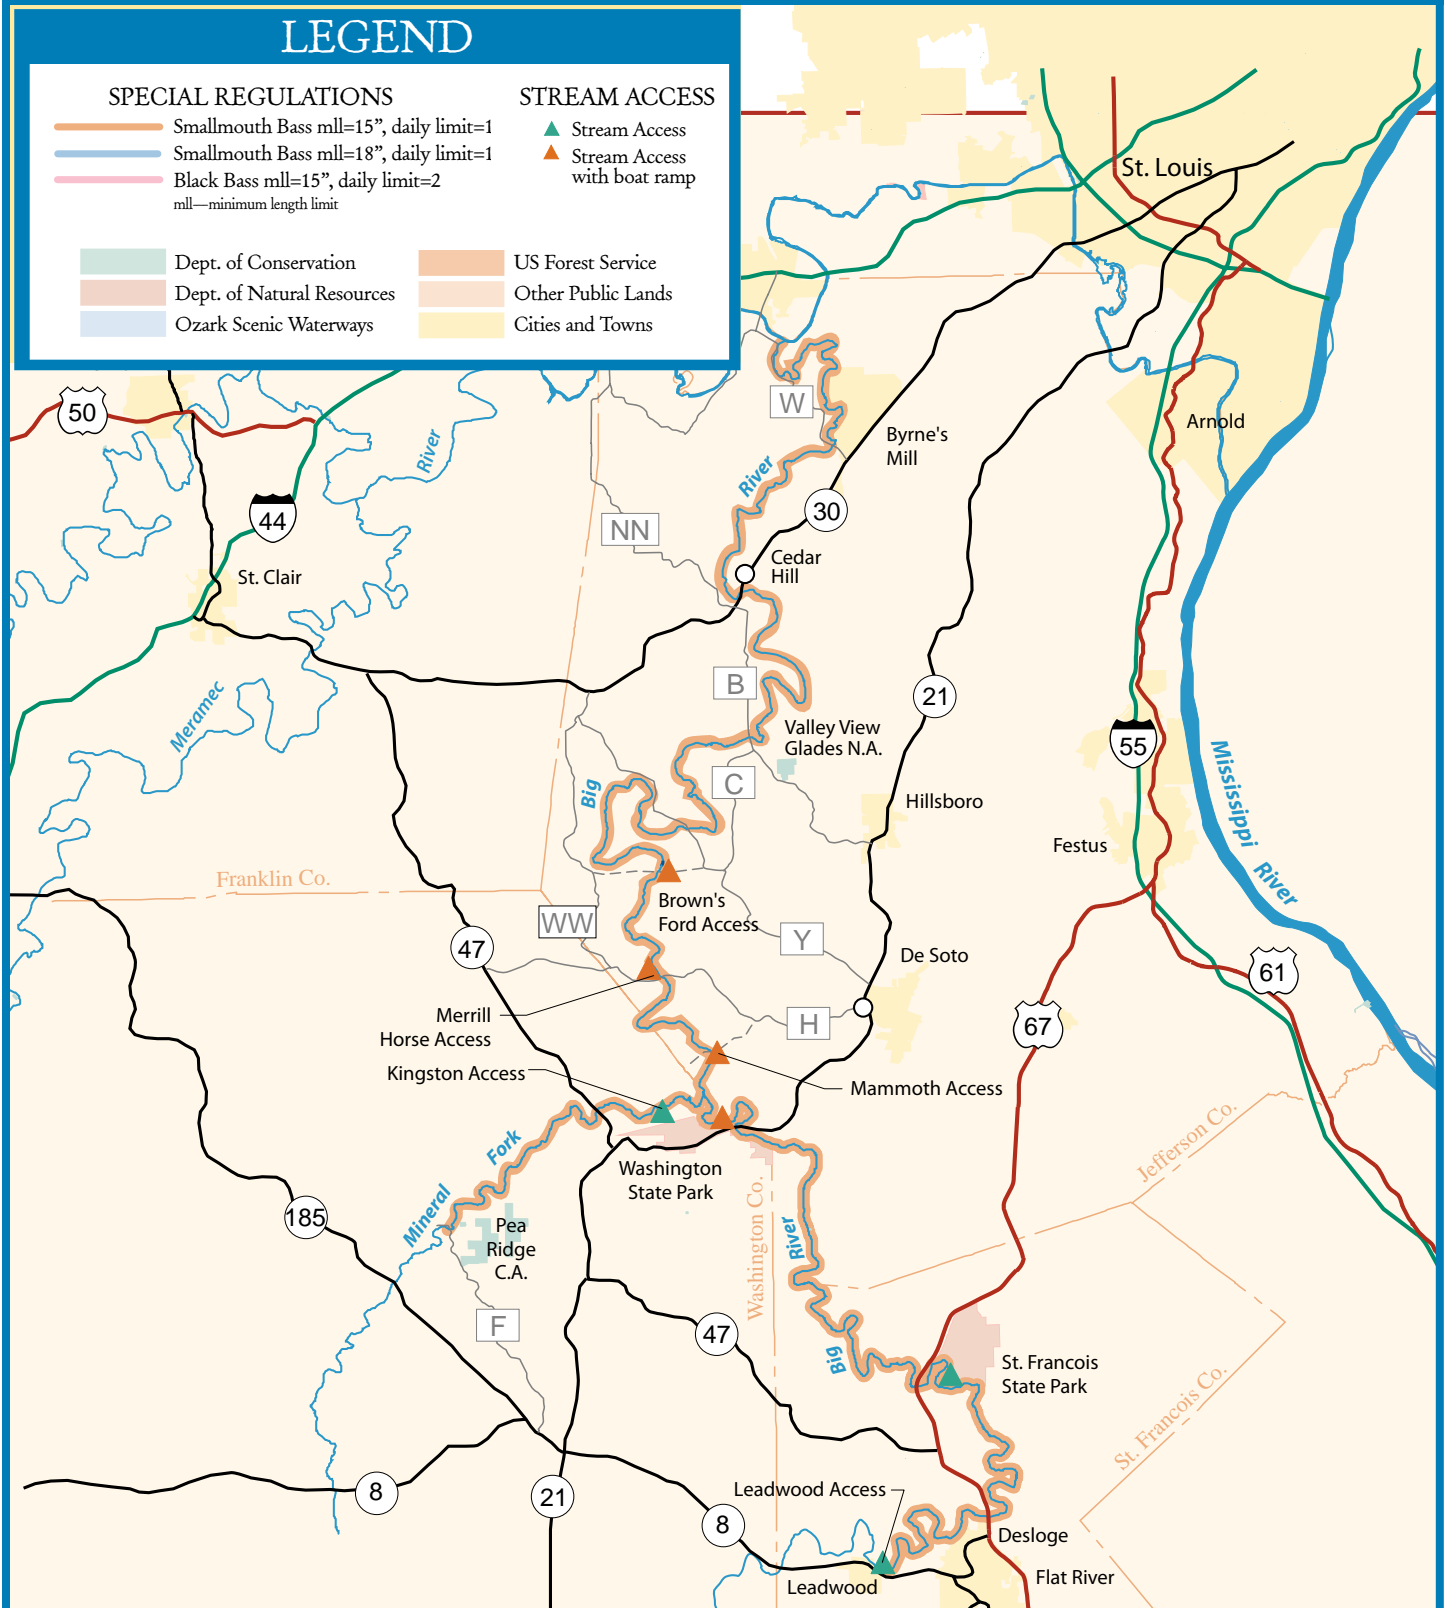 LEGEND
SPECIAL REGULATIONS
Smallmouth Bass mll=15”, daily limit=1
Smallmouth Bass mll=18”, daily limit=1
Black Bass mll=15”, daily limit=2
mll—minimum length limit
STREAM ACCESS
Stream Access
Stream Access
with boat ramp
Dept. of Conservation
Dept. of Natural Resources
Ozark Scenic Waterways
US Forest Service
Other Public Lands
Cities and Towns
St. Louis
50
W
Arnold
River
Byrne's
Mill
River
44
30
NN
Cedar
Hill
St. Clair
B
21
Meramec
Valley View
Glades N.A.
55
Mississippi
River
C
Big
Hillsboro
Festus
Franklin Co.
Brown's
Ford Access
WW
Y
47
De Soto
61
Merrill
Horse Access
H
67
Kingston Access
Mammoth Access
Jefferson Co.
Fork
Mineral
Washington
State Park
Washington Co.
185
Pea
Ridge
C.A.
River
F
47
Big
St. Francois
State Park
St. Francois Co.
8
21
Leadwood Access
8
Desloge
Leadwood
Flat River